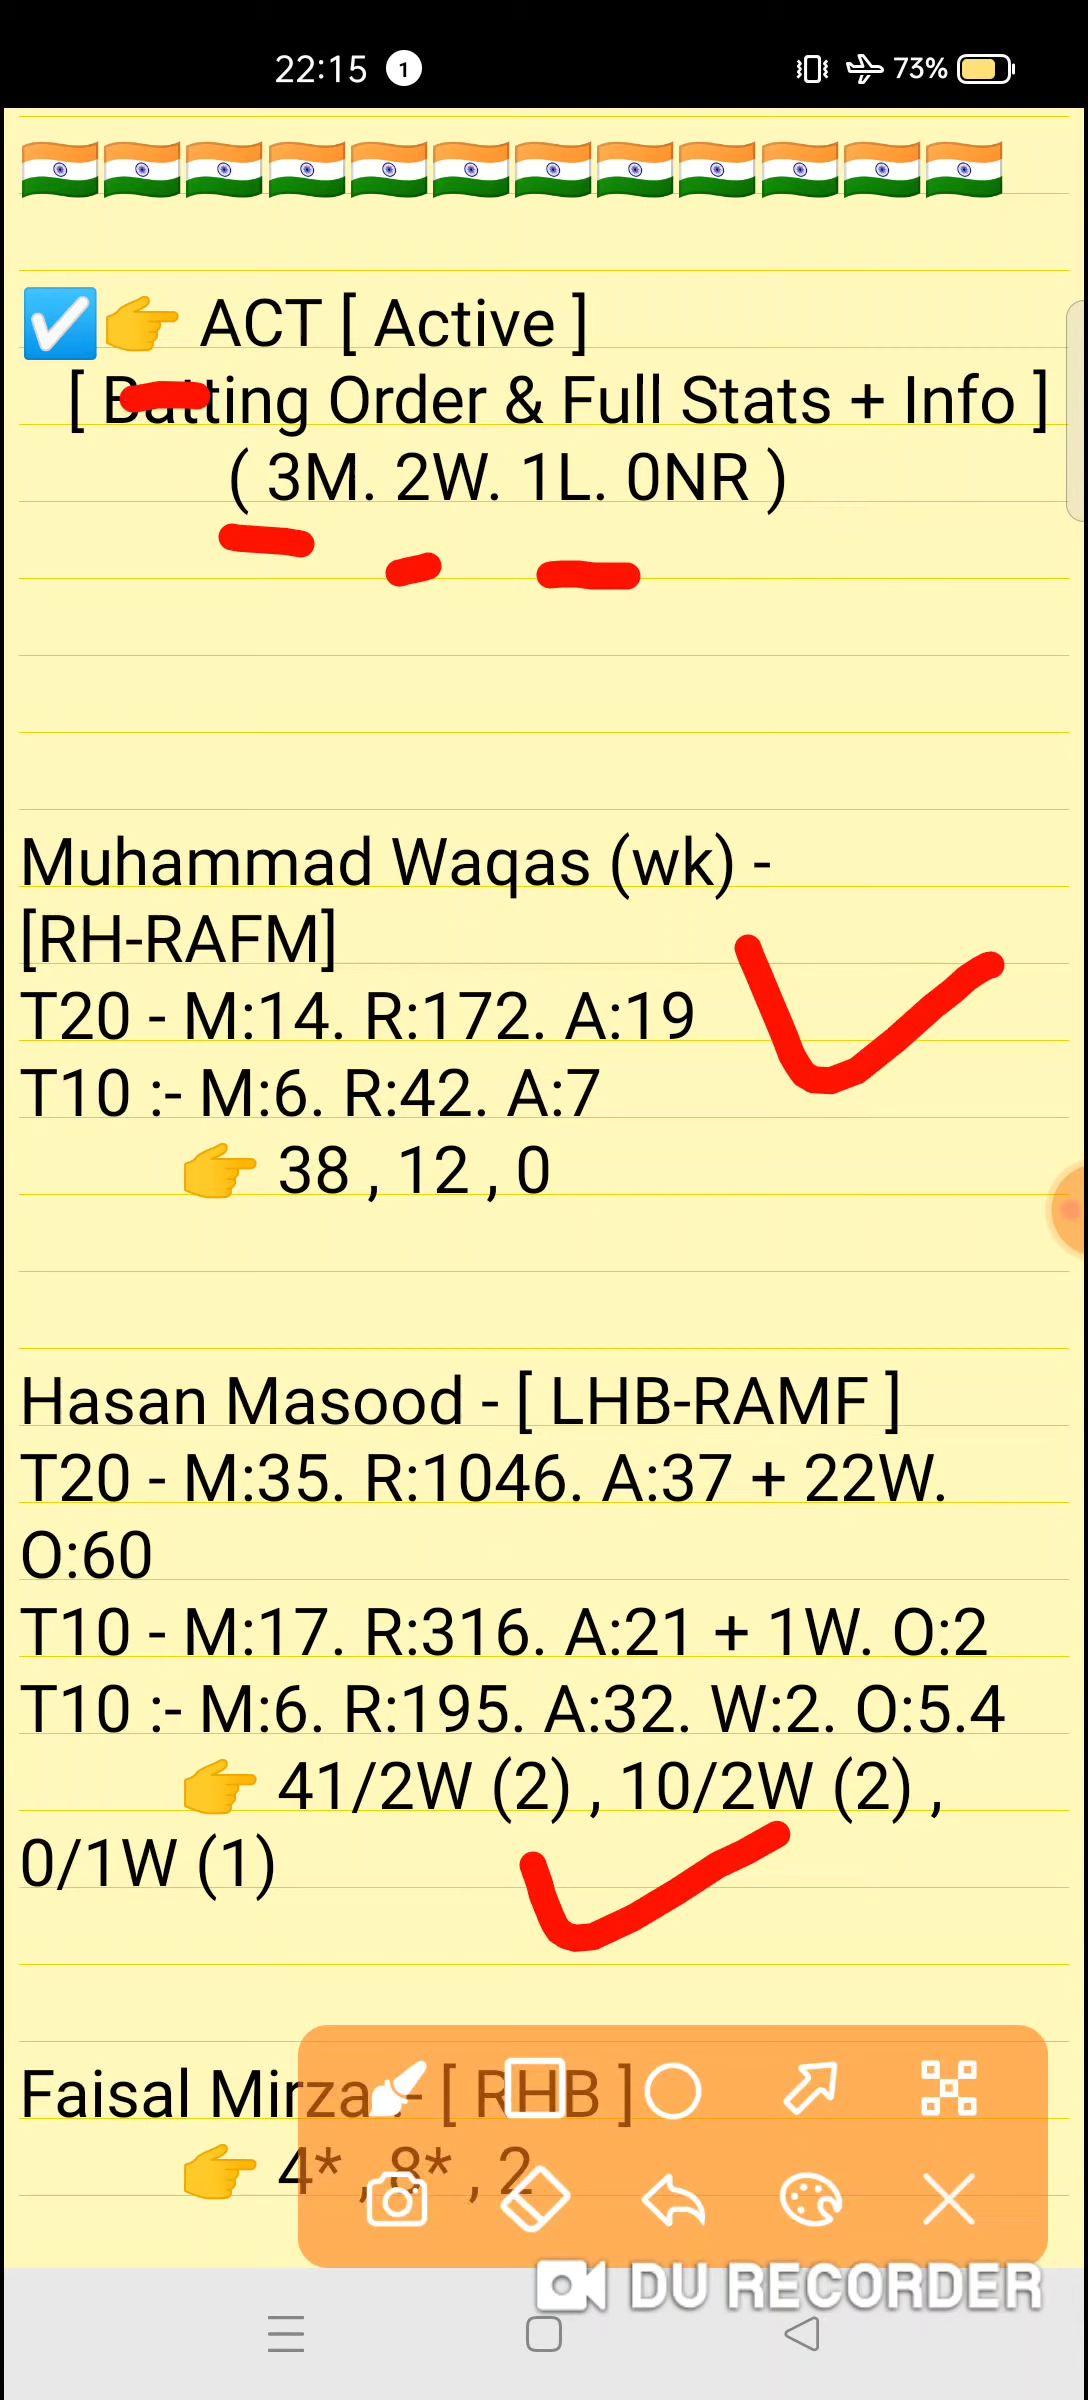 22:15 1 73%
🇮🇳🇮🇳🇮🇳🇮🇳🇮🇳🇮🇳🇮🇳🇮🇳🇮🇳🇮🇳🇮🇳🇮🇳
☑️👉 ACT [ Active ]
[ Batting Order & Full Stats + Info ]
( 3M. 2W. 1L. 0NR )
Muhammad Waqas (wk) -
[RH-RAFM]
T20 - M:14. R:172. A:19
T10 :- M:6. R:42. A:7
👉 38 , 12 , 0
Hasan Masood - [ LHB-RAMF ]
T20 - M:35. R:1046. A:37 + 22W.
O:60
T10 - M:17. R:316. A:21 + 1W. O:2
T10 :- M:6. R:195. A:32. W:2. O:5.4
👉 41/2W (2) , 10/2W (2) ,
0/1W (1)
Faisal Mirza :- [ RHB ]
👉 4* , 8* , 2
DU RECORDER